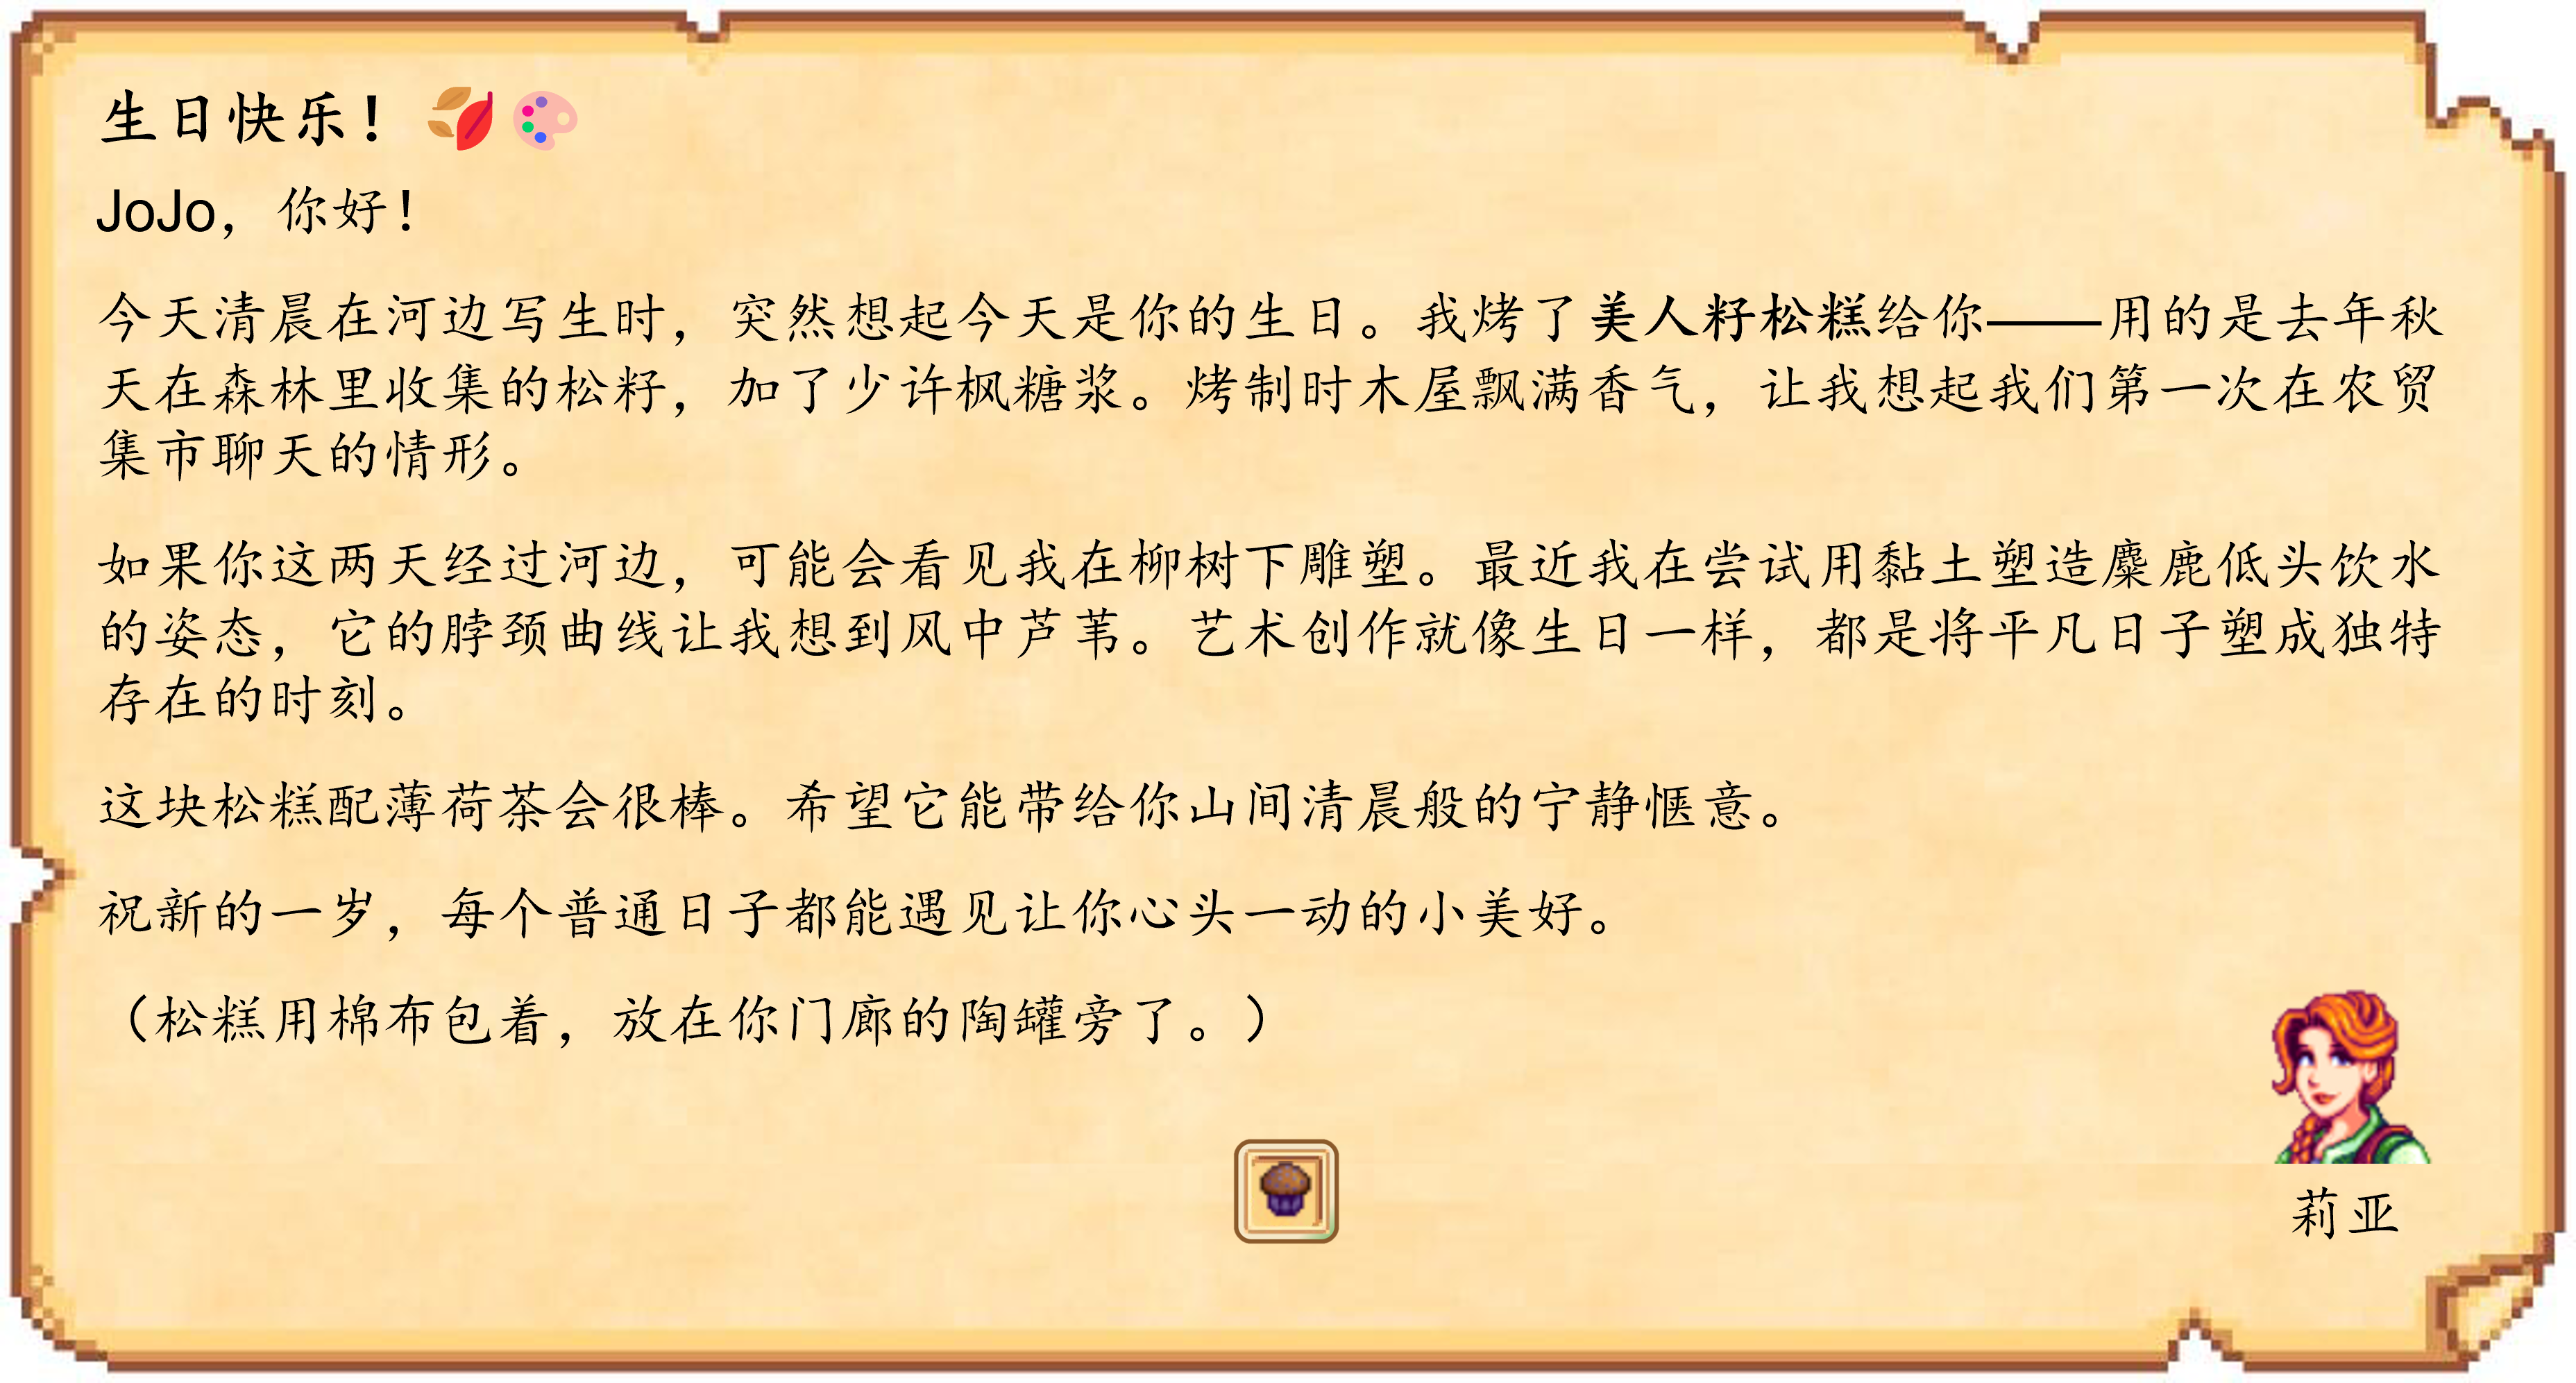 生日快乐！🍂🎨
JoJo，你好！
今天清晨在河边写生时，突然想起今天是你的生日。我烤了美人籽松糕给你——用的是去年秋
天在森林里收集的松籽，加了少许枫糖浆。烤制时木屋飘满香气，让我想起我们第一次在农贸
集市聊天的情形。
如果你这两天经过河边，可能会看见我在柳树下雕塑。最近我在尝试用黏土塑造麋鹿低头饮水
的姿态，它的脖颈曲线让我想到风中芦苇。艺术创作就像生日一样，都是将平凡日子塑成独特
存在的时刻。
这块松糕配薄荷茶会很棒。希望它能带给你山间清晨般的宁静惬意。
祝新的一岁，每个普通日子都能遇见让你心头一动的小美好。
（松糕用棉布包着，放在你门廊的陶罐旁了。）
莉亚